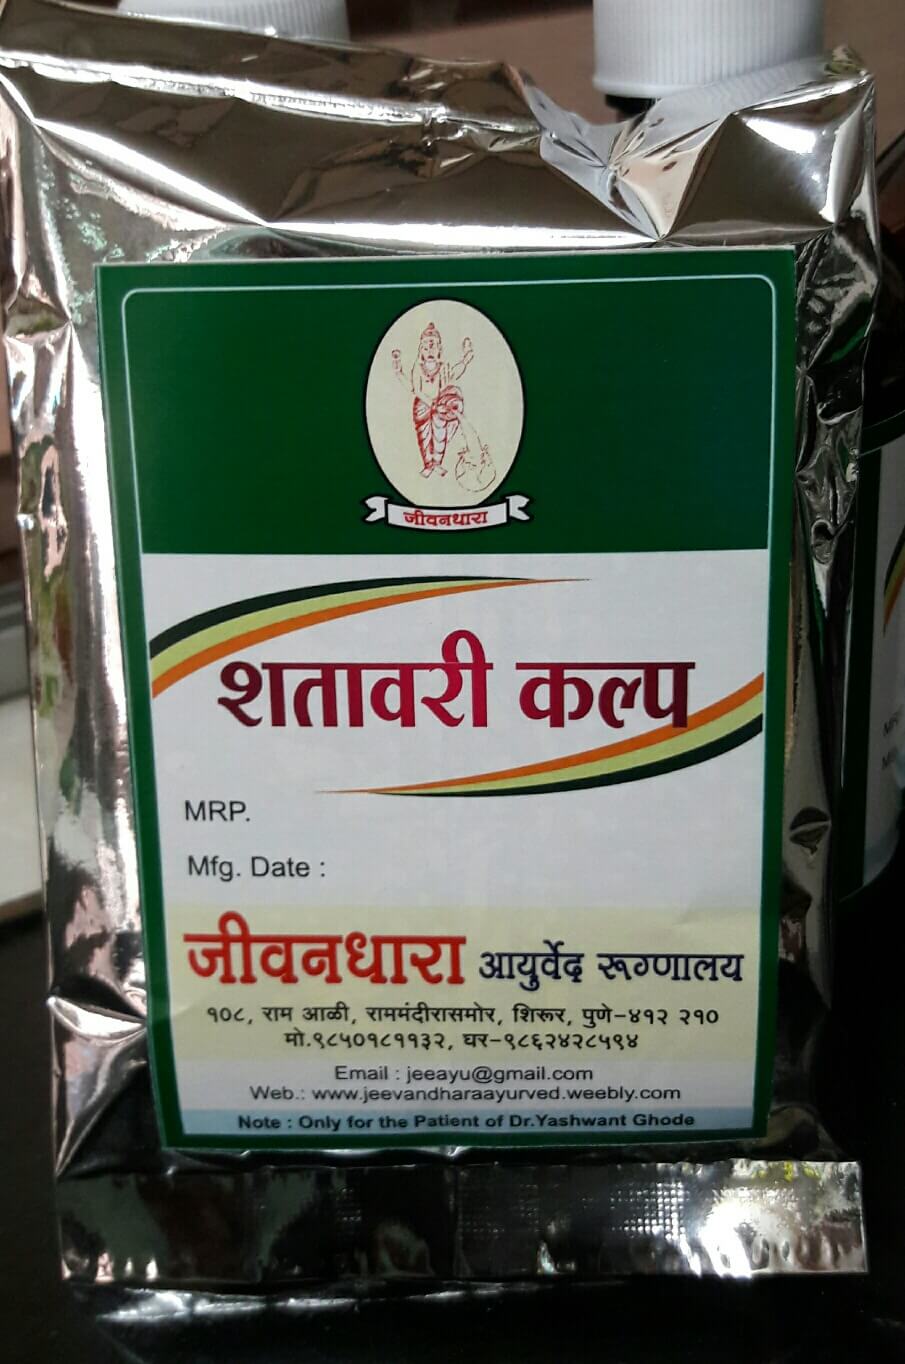 जीवनधारा
शतावरी कल्प
MRP.
Mfg. Date :
जीवनधारा आयुर्वेद रूग्णालय
१०८, राम आळी, राममंदीरासमोर, शिरूर, पुणे-४१२ २१०
मो.९८५०१८११३२, घर-९८६२४२८५९४
Email : jeeayu@gmail.com
Web.: www.jeevandharaayurved.weebly.com
Note : Only for the Patient of Dr.Yashwant Ghode